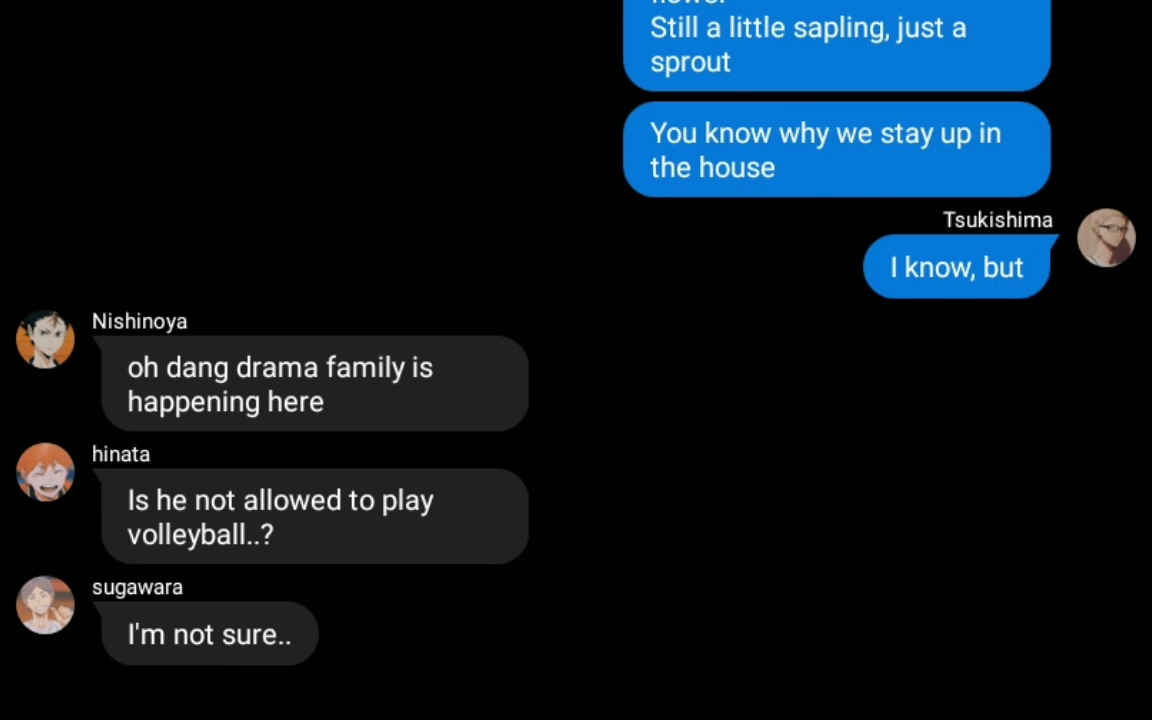 Still a little sapling, just a
sprout
You know why we stay up in
the house
Tsukishima
I know, but
Nishinoya
oh dang drama family is
happening here
hinata
Is he not allowed to play
volleyball..?
sugawara
I'm not sure..